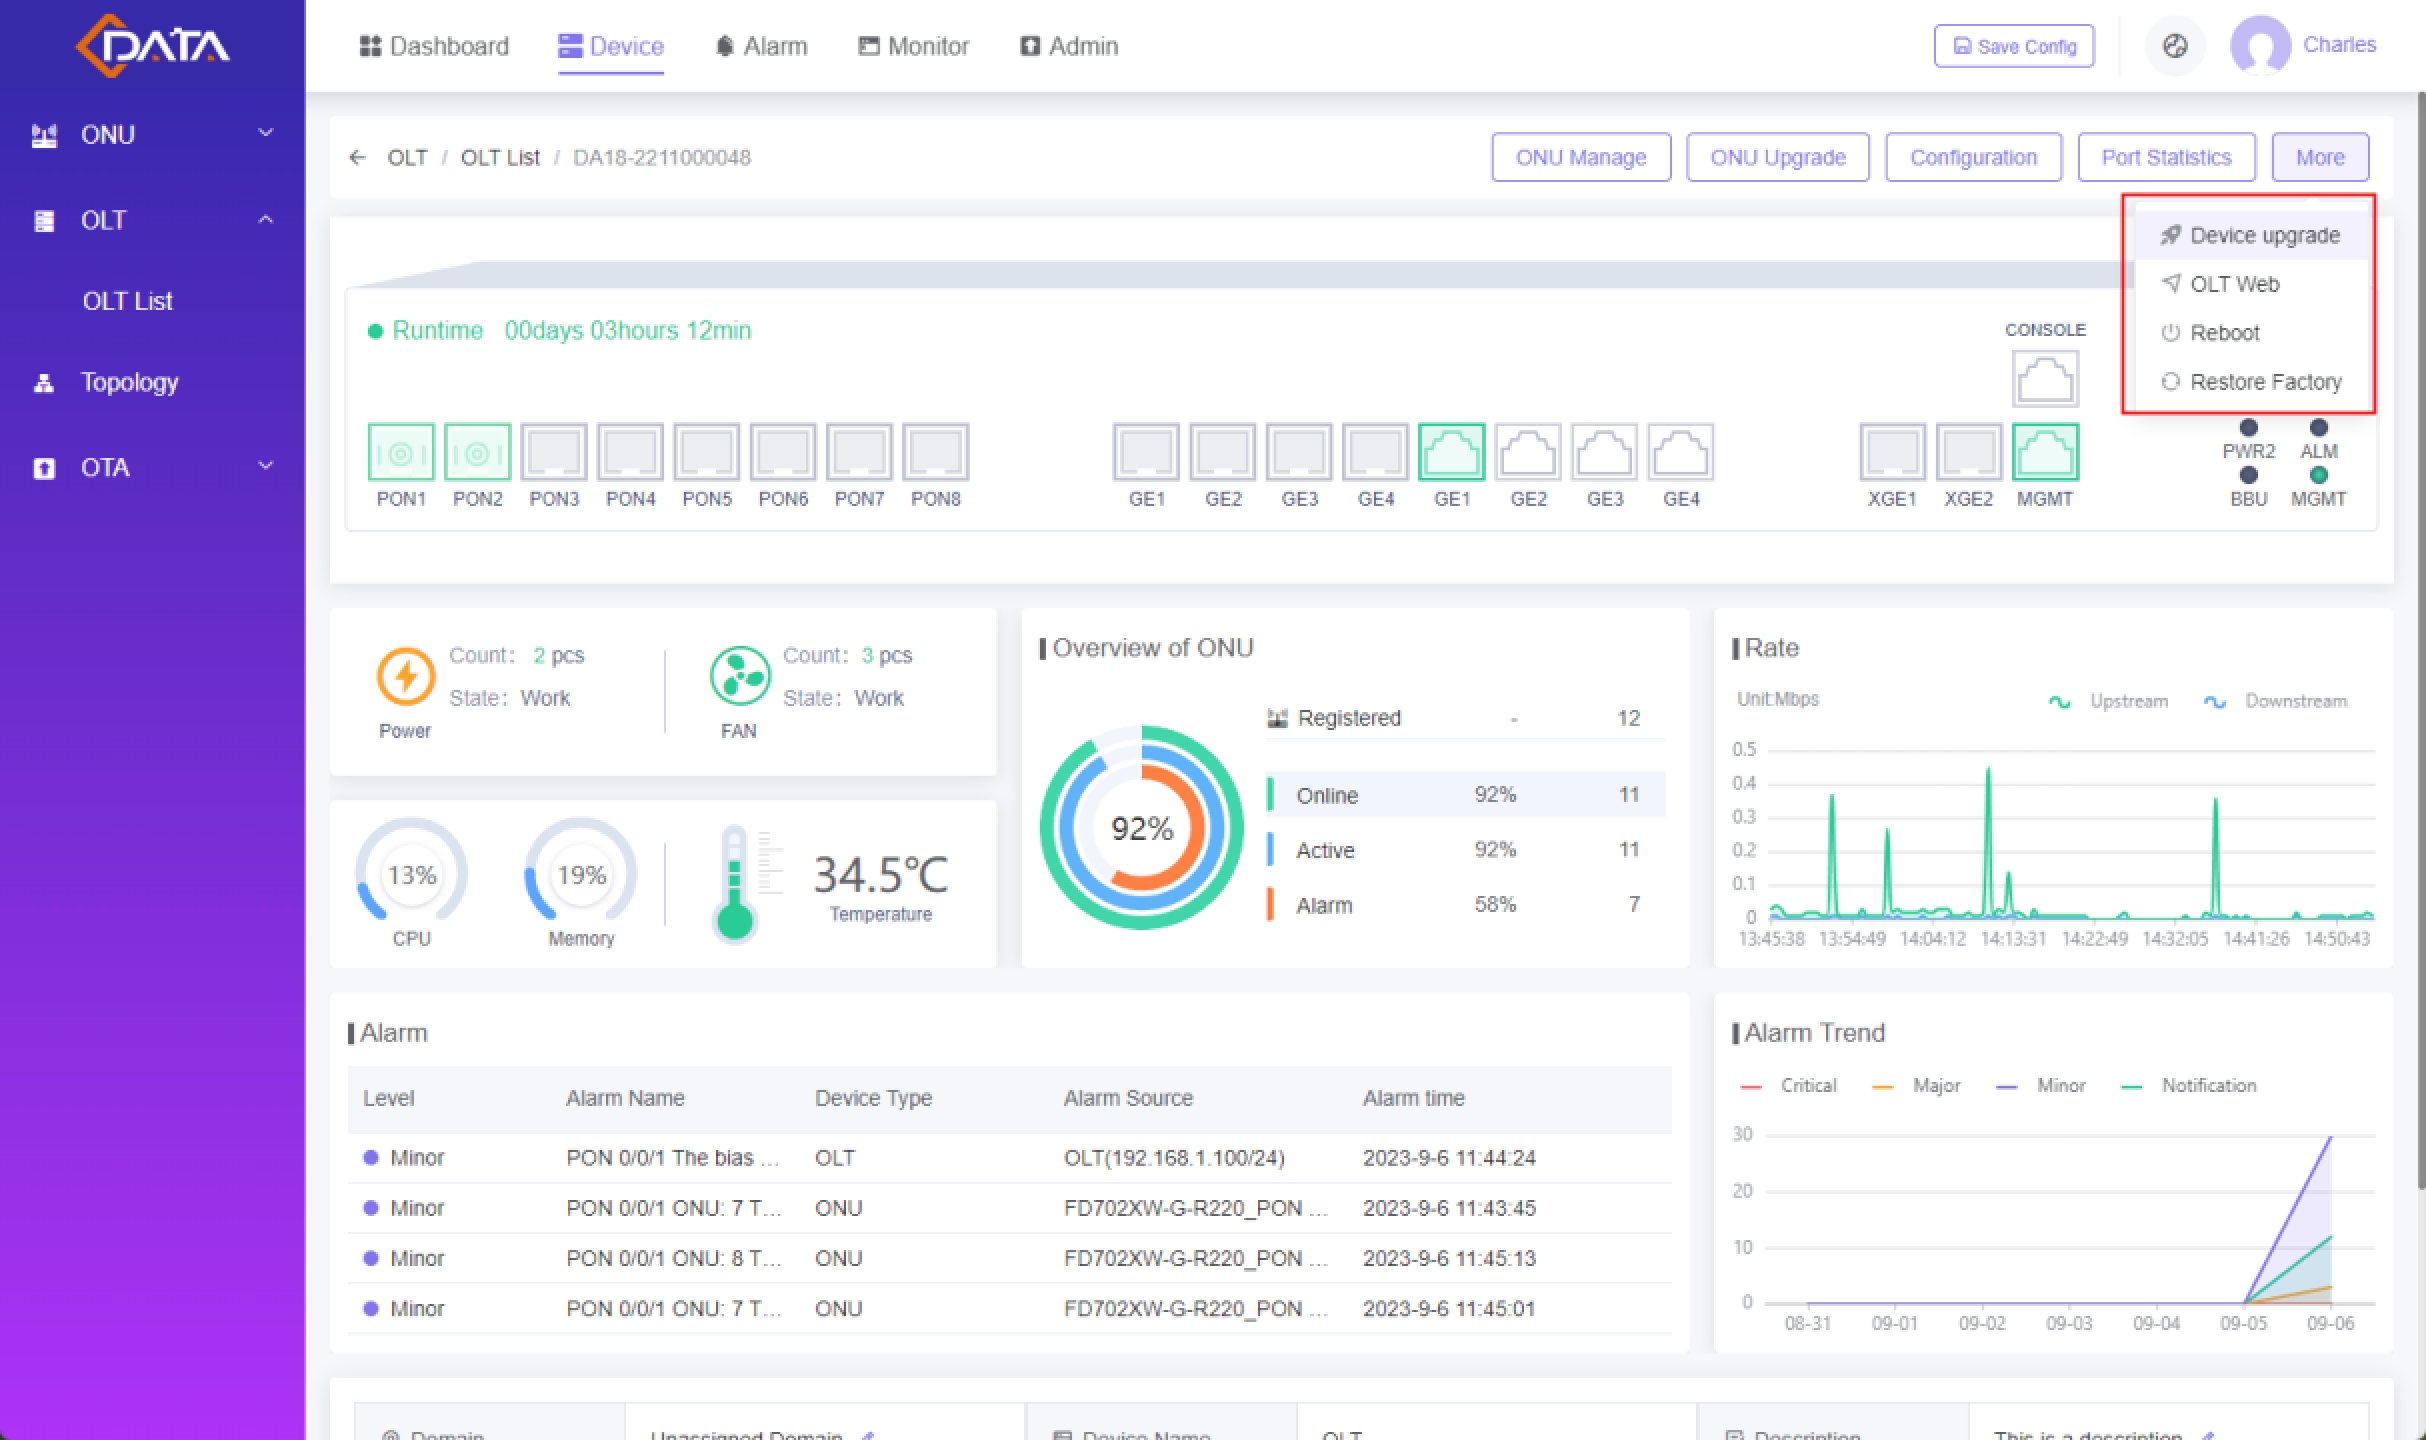 DATA
Dashboard
Device
Alarm
Monitor
Admin
Save Config
Charles
ONU
OLT
OLT List
Topology
OTA
OLT / OLT List / DA18-2211000048
ONU Manage
ONU Upgrade
Configuration
Port Statistics
More
Device upgrade
OLT Web
Reboot
Restore Factory
Runtime 00days 03hours 12min
CONSOLE
PON1 PON2 PON3 PON4 PON5 PON6 PON7 PON8
GE1 GE2 GE3 GE4 GE1 GE2 GE3 GE4
XGE1 XGE2 MGMT
PWR2 ALM
BBU MGMT
Count: 2 pcs
State: Work
Power
Count: 3 pcs
State: Work
FAN
13%
CPU
19%
Memory
34.5℃
Temperature
Overview of ONU
92%
Registered - 12
Online 92% 11
Active 92% 11
Alarm 58% 7
Rate
Unit:Mbps
Upstream
Downstream
0.5
0.4
0.3
0.2
0.1
0
13:45:38 13:54:49 14:04:12 14:13:31 14:22:49 14:32:05 14:41:26 14:50:43
Alarm
Level Alarm Name Device Type Alarm Source Alarm time
Minor PON 0/0/1 The bias ... OLT OLT(192.168.1.100/24) 2023-9-6 11:44:24
Minor PON 0/0/1 ONU: 7 T... ONU FD702XW-G-R220_PON ... 2023-9-6 11:43:45
Minor PON 0/0/1 ONU: 8 T... ONU FD702XW-G-R220_PON ... 2023-9-6 11:45:13
Minor PON 0/0/1 ONU: 7 T... ONU FD702XW-G-R220_PON ... 2023-9-6 11:45:01
Alarm Trend
Critical Major Minor Notification
30
20
10
0
08-31 09-01 09-02 09-03 09-04 09-05 09-06
Domain
Unassigned Domain
Device Name
OLT
Description
This is a description